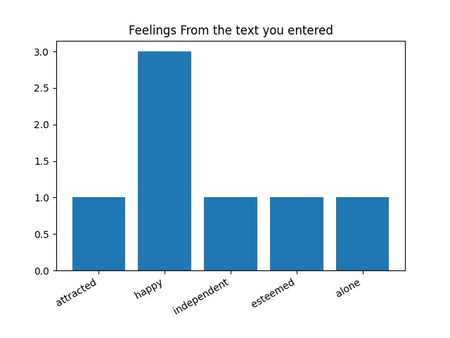 Feelings From the text you entered
3.0
2.5
2.0
1.5
1.0
0.5
0.0
attracted
happy
independent
esteemed
alone